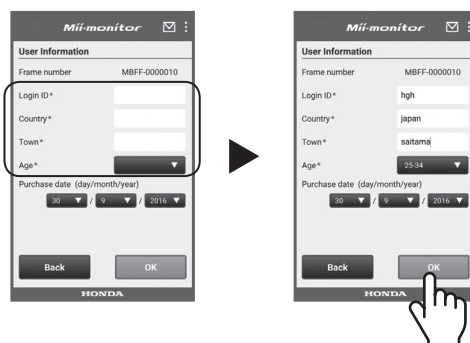 Mii-monitor
User Information
Frame number MBFF-0000010
Login ID*
Country*
Town*
Age*
Purchase date (day/month/year)
30 / 9 / 2016
Back OK
HONDA
Mii-monitor
User Information
Frame number MBFF-0000010
Login ID* hgh
Country* japan
Town* saitama
Age* 25-34
Purchase date (day/month/year)
30 / 9 / 2016
Back OK
HONDA